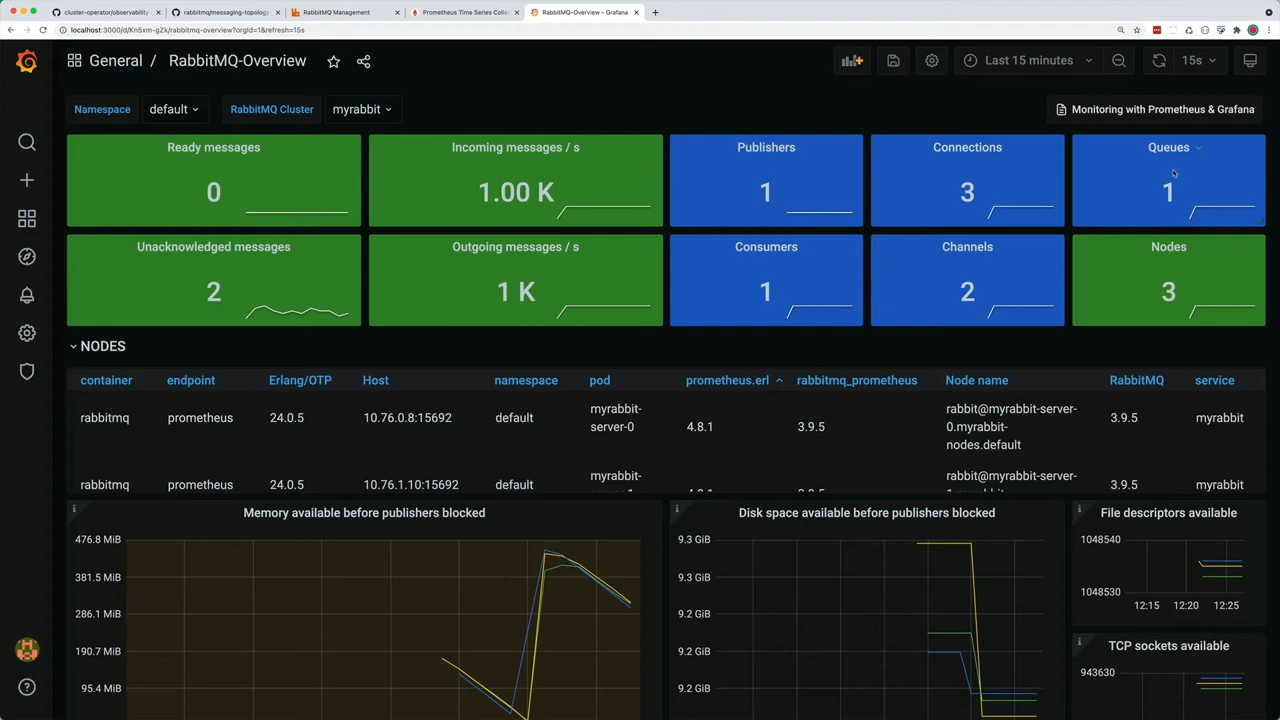 cluster-operator/observability
rabbitmq/messaging-topology
RabbitMQ Management
Prometheus Time Series Colle
RabbitMQ-Overview - Grafana
localhost:3000/d/Kn5xm-gZk/rabbitmq-overview?orgId=1&refresh=15s
General / RabbitMQ-Overview
Last 15 minutes
15s
Namespace
default
RabbitMQ Cluster
myrabbit
Monitoring with Prometheus & Grafana
Ready messages
0
Incoming messages / s
1.00 K
Publishers
1
Connections
3
Queues
1
Unacknowledged messages
2
Outgoing messages / s
1 K
Consumers
1
Channels
2
Nodes
3
NODES
container endpoint Erlang/OTP Host namespace pod prometheus.erl rabbitmq_prometheus Node name RabbitMQ service
rabbitmq prometheus 24.0.5 10.76.0.8:15692 default myrabbit-server-0 4.8.1 3.9.5 rabbit@myrabbit-server-0.myrabbit-nodes.default 3.9.5 myrabbit
rabbitmq prometheus 24.0.5 10.76.1.10:15692 default myrabbit- rabbit@myrabbit-server- 3.9.5 myrabbit
Memory available before publishers blocked
476.8 MiB
381.5 MiB
286.1 MiB
190.7 MiB
95.4 MiB
Disk space available before publishers blocked
9.3 GiB
9.3 GiB
9.2 GiB
9.2 GiB
9.2 GiB
File descriptors available
1048540
1048530
12:15 12:20 12:25
TCP sockets available
943630